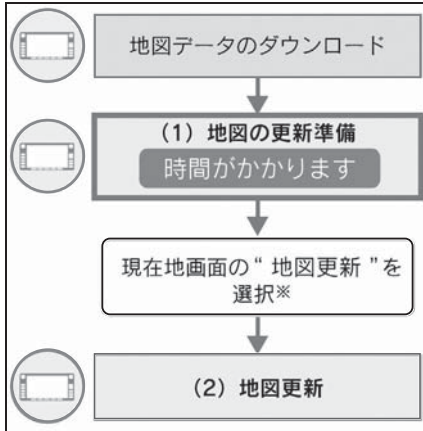 地図データのダウンロード
(1) 地図の更新準備
時間がかかります
現在地画面の“ 地図更新 ”を
選択※
(2) 地図更新